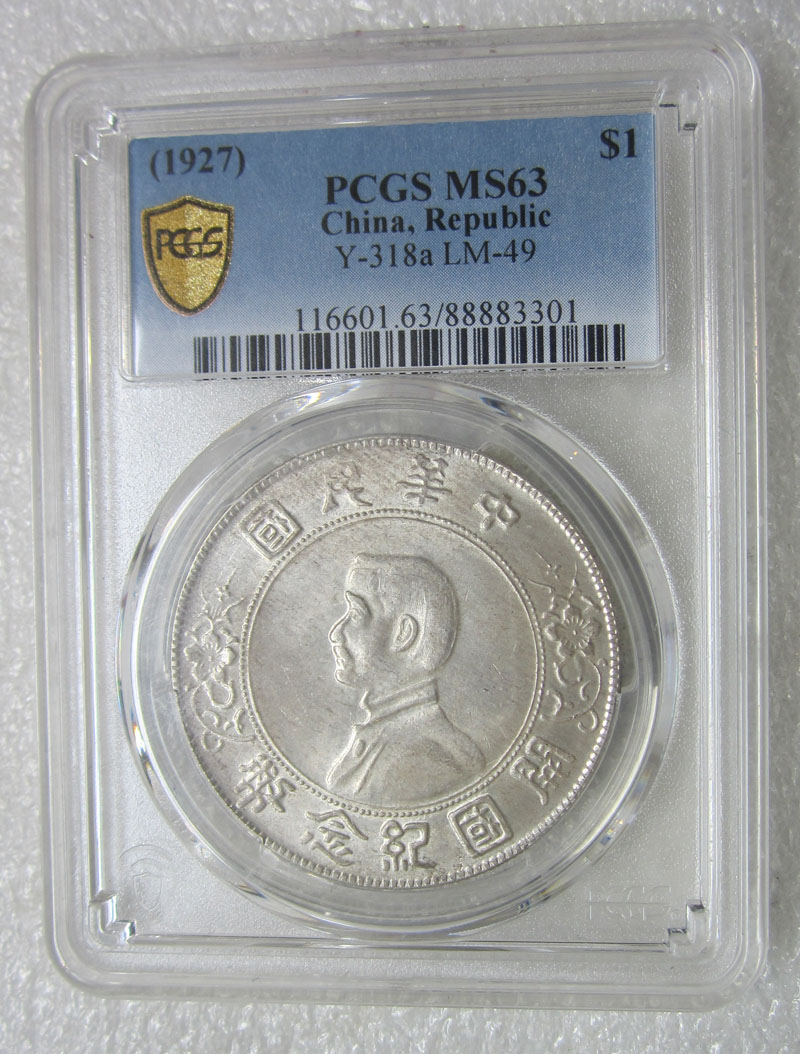 (1927)
$1
PCGS MS63
China, Republic
Y-318a LM-49
PCGS
116601.63/88883301
國民華中
幣念紀國開
PCGS